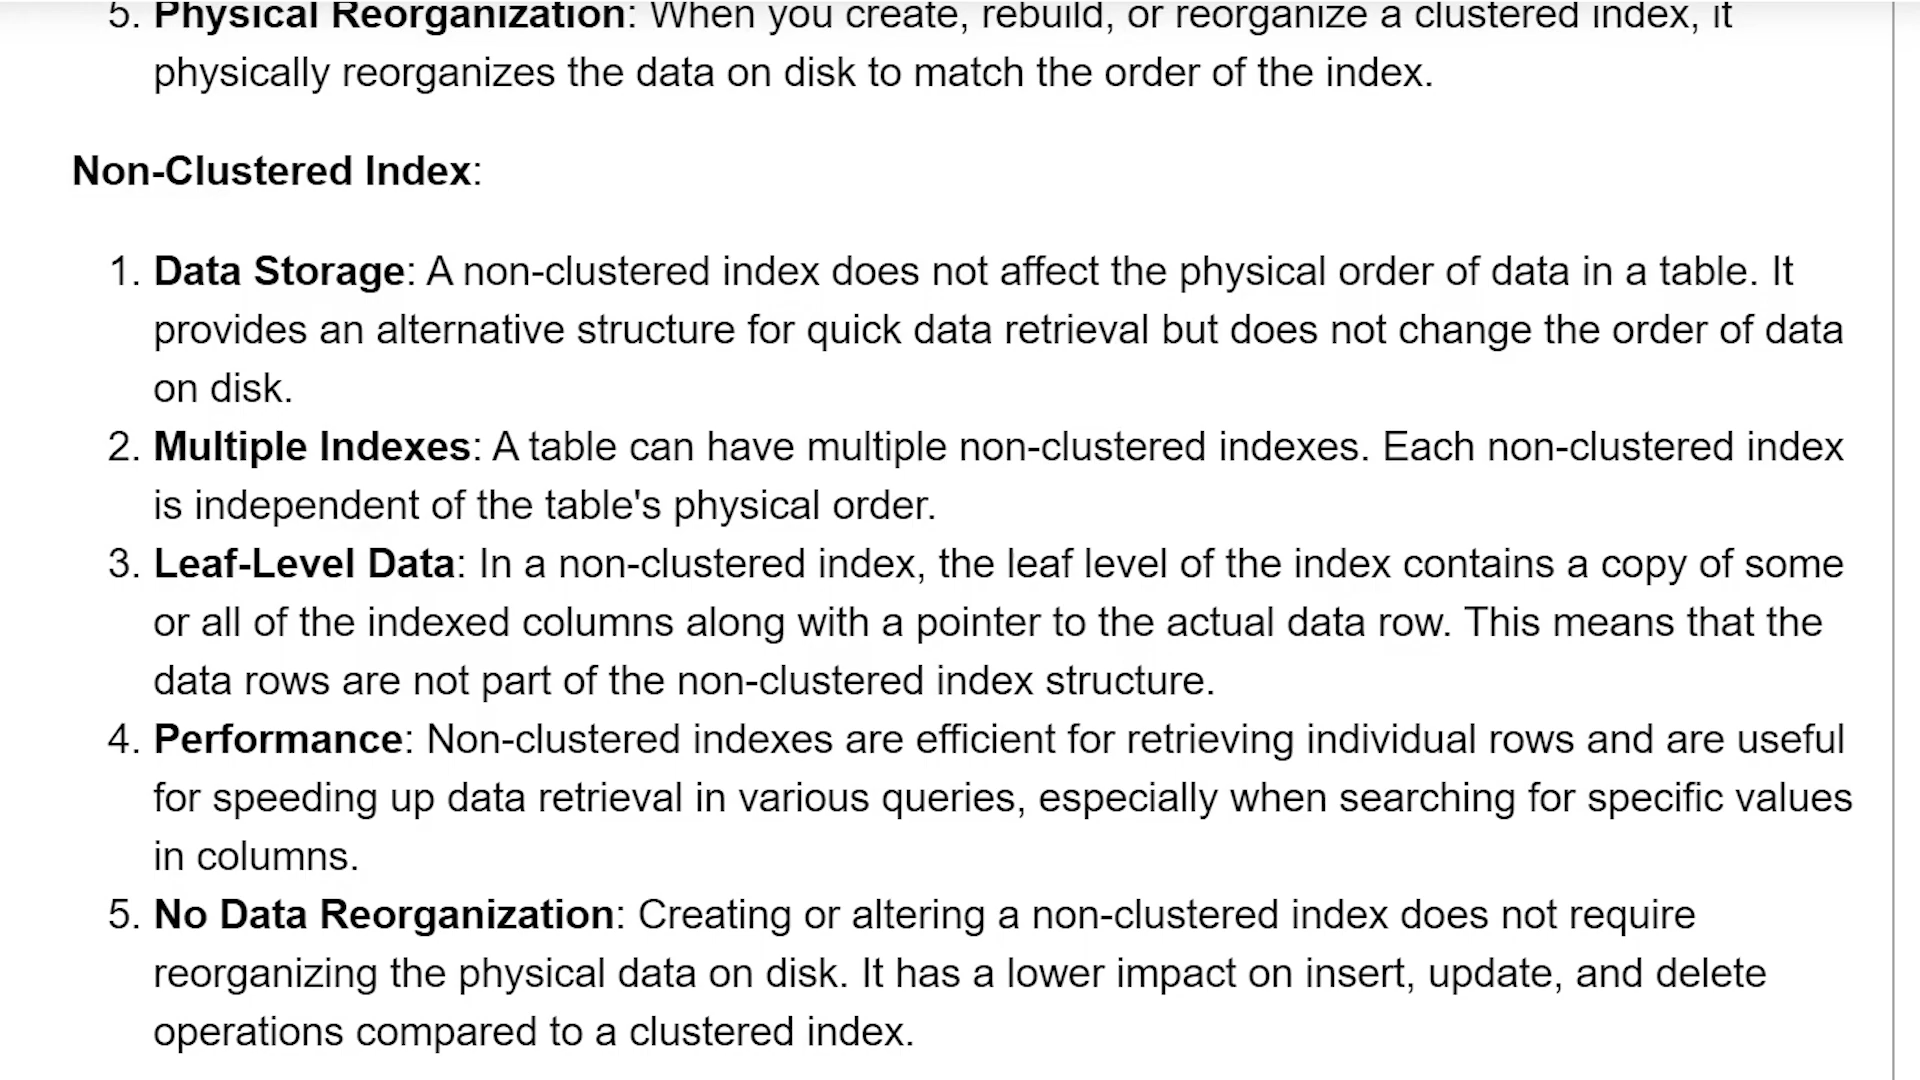 5. Physical Reorganization: When you create, rebuild, or reorganize a clustered index, it
physically reorganizes the data on disk to match the order of the index.
Non-Clustered Index:
1. Data Storage: A non-clustered index does not affect the physical order of data in a table. It
provides an alternative structure for quick data retrieval but does not change the order of data
on disk.
2. Multiple Indexes: A table can have multiple non-clustered indexes. Each non-clustered index
is independent of the table's physical order.
3. Leaf-Level Data: In a non-clustered index, the leaf level of the index contains a copy of some
or all of the indexed columns along with a pointer to the actual data row. This means that the
data rows are not part of the non-clustered index structure.
4. Performance: Non-clustered indexes are efficient for retrieving individual rows and are useful
for speeding up data retrieval in various queries, especially when searching for specific values
in columns.
5. No Data Reorganization: Creating or altering a non-clustered index does not require
reorganizing the physical data on disk. It has a lower impact on insert, update, and delete
operations compared to a clustered index.